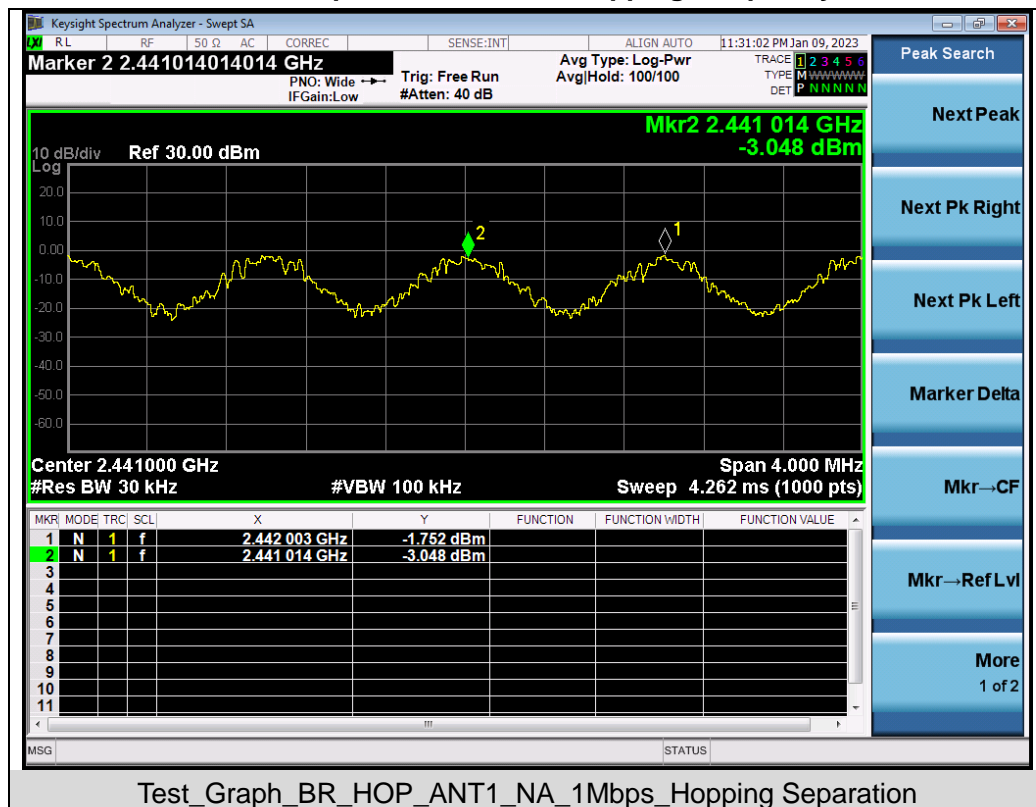 Keysight Spectrum Analyzer - Swept SA
LXI RL RF 50 Ω AC CORREC SENSE:INT ALIGN AUTO 11:31:02 PM Jan 09, 2023
Marker 2 2.441014014014 GHz
PNO: Wide
IFGain:Low
Trig: Free Run
#Atten: 40 dB
Avg Type: Log-Pwr
Avg|Hold: 100/100
TRACE 1 2 3 4 5 6
TYPE M WWWWW
DET P N N N N N
Mkr2 2.441 014 GHz
-3.048 dBm
10 dB/div Ref 30.00 dBm
Log
20.0
10.0
0.00
-10.0
-20.0
-30.0
-40.0
-50.0
-60.0
2
1
Center 2.441000 GHz Span 4.000 MHz
#Res BW 30 kHz #VBW 100 kHz Sweep 4.262 ms (1000 pts)
MKR MODE TRC SCL X Y FUNCTION FUNCTION WIDTH FUNCTION VALUE
1 N 1 f 2.442 003 GHz -1.752 dBm
2 N 1 f 2.441 014 GHz -3.048 dBm
3
4
5
6
7
8
9
10
11
MSG STATUS
Peak Search
Next Peak
Next Pk Right
Next Pk Left
Marker Delta
Mkr→CF
Mkr→Ref Lvl
More
1 of 2
Test_Graph_BR_HOP_ANT1_NA_1Mbps_Hopping Separation